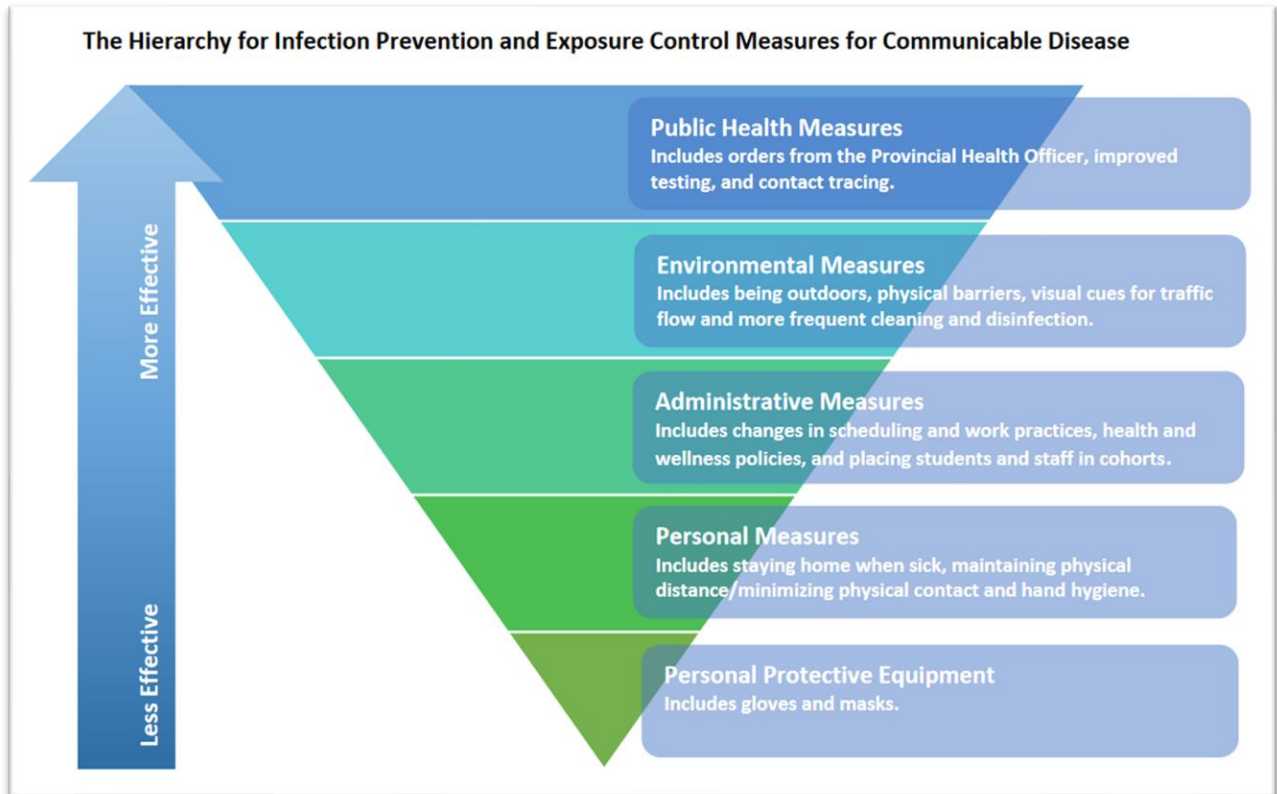 The Hierarchy for Infection Prevention and Exposure Control Measures for Communicable Disease
More Effective
Less Effective
Public Health Measures
Includes orders from the Provincial Health Officer, improved
testing, and contact tracing.
Environmental Measures
Includes being outdoors, physical barriers, visual cues for traffic
flow and more frequent cleaning and disinfection.
Administrative Measures
Includes changes in scheduling and work practices, health and
wellness policies, and placing students and staff in cohorts.
Personal Measures
Includes staying home when sick, maintaining physical
distance/minimizing physical contact and hand hygiene.
Personal Protective Equipment
Includes gloves and masks.